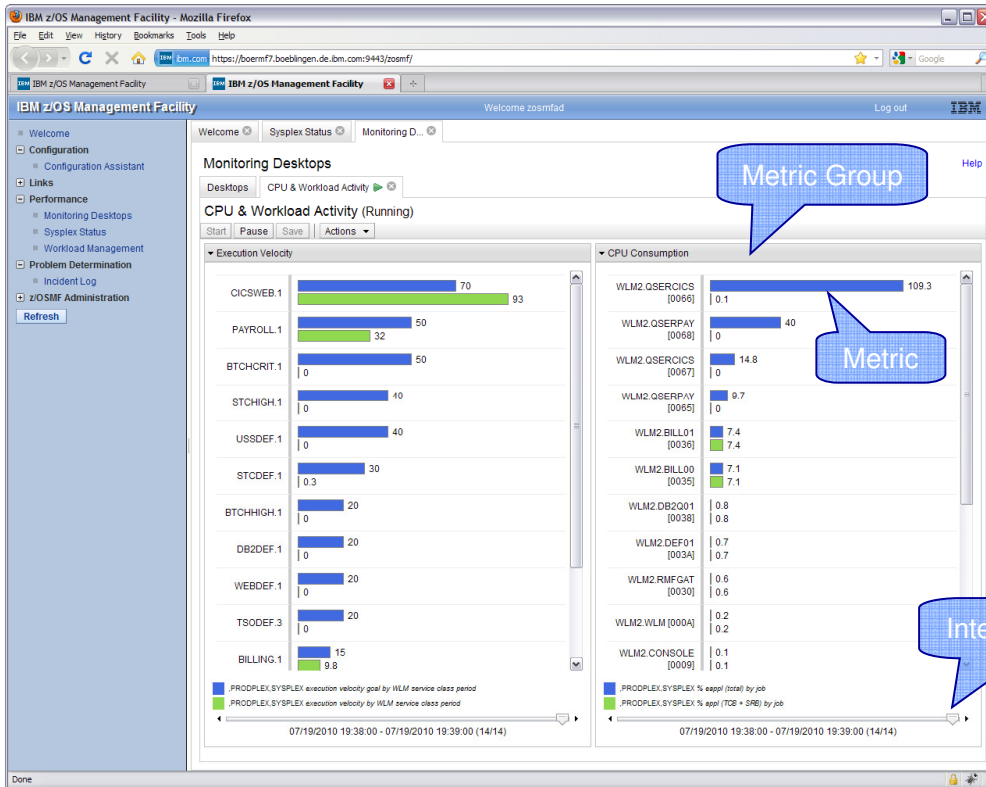 IBM z/OS Management Facility - Mozilla Firefox
File Edit View History Bookmarks Tools Help
IBM ibm.com https://boermf7.boeblingen.de.ibm.com:9443/zosmf/ Google
IBM IBM z/OS Management Facility IBM IBM z/OS Management Facility
IBM z/OS Management Facility Welcome zosmfad Log out IBM
Welcome
Configuration
Configuration Assistant
Links
Performance
Monitoring Desktops
Sysplex Status
Workload Management
Problem Determination
Incident Log
z/OSMF Administration
Refresh
Welcome Sysplex Status Monitoring D...
Monitoring Desktops Help
Desktops CPU & Workload Activity
CPU & Workload Activity (Running)
Start Pause Save Actions
Execution Velocity
CICSWEB.1 70
93
PAYROLL.1 50
32
BTCHCRIT.1 50
0
STCHIGH.1 40
0
USSDEF.1 40
0
STCDEF.1 30
0.3
BTCHHIGH.1 20
0
DB2DEF.1 20
0
WEBDEF.1 20
0
TSODEF.3 20
0
BILLING.1 15
9.8
,PRODPLEX,SYSPLEX execution velocity goal by WLM service class period
,PRODPLEX,SYSPLEX execution velocity by WLM service class period
07/19/2010 19:38:00 - 07/19/2010 19:39:00 (14/14)
Metric Group
CPU Consumption
WLM2.QSERCICS 109.3
[0066] 0.1
WLM2.QSERPAY 40
[0068] 0
WLM2.QSERCICS 14.8
[0067] 0
Metric
WLM2.QSERPAY 9.7
[0065] 0
WLM2.BILL01 7.4
[0036] 7.4
WLM2.BILL00 7.1
[0035] 7.1
WLM2.DB2Q01 0.8
[0038] 0.8
WLM2.DEF01 0.7
[003A] 0.7
WLM2.RMFGAT 0.6
[0030] 0.6
WLM2.WLM [000A] 0.2
0.2
WLM2.CONSOLE 0.1
[0009] 0.1
,PRODPLEX,SYSPLEX % eappl (total) by job
,PRODPLEX,SYSPLEX % appl (TCB + SRB) by job
07/19/2010 19:38:00 - 07/19/2010 19:39:00 (14/14)
Done